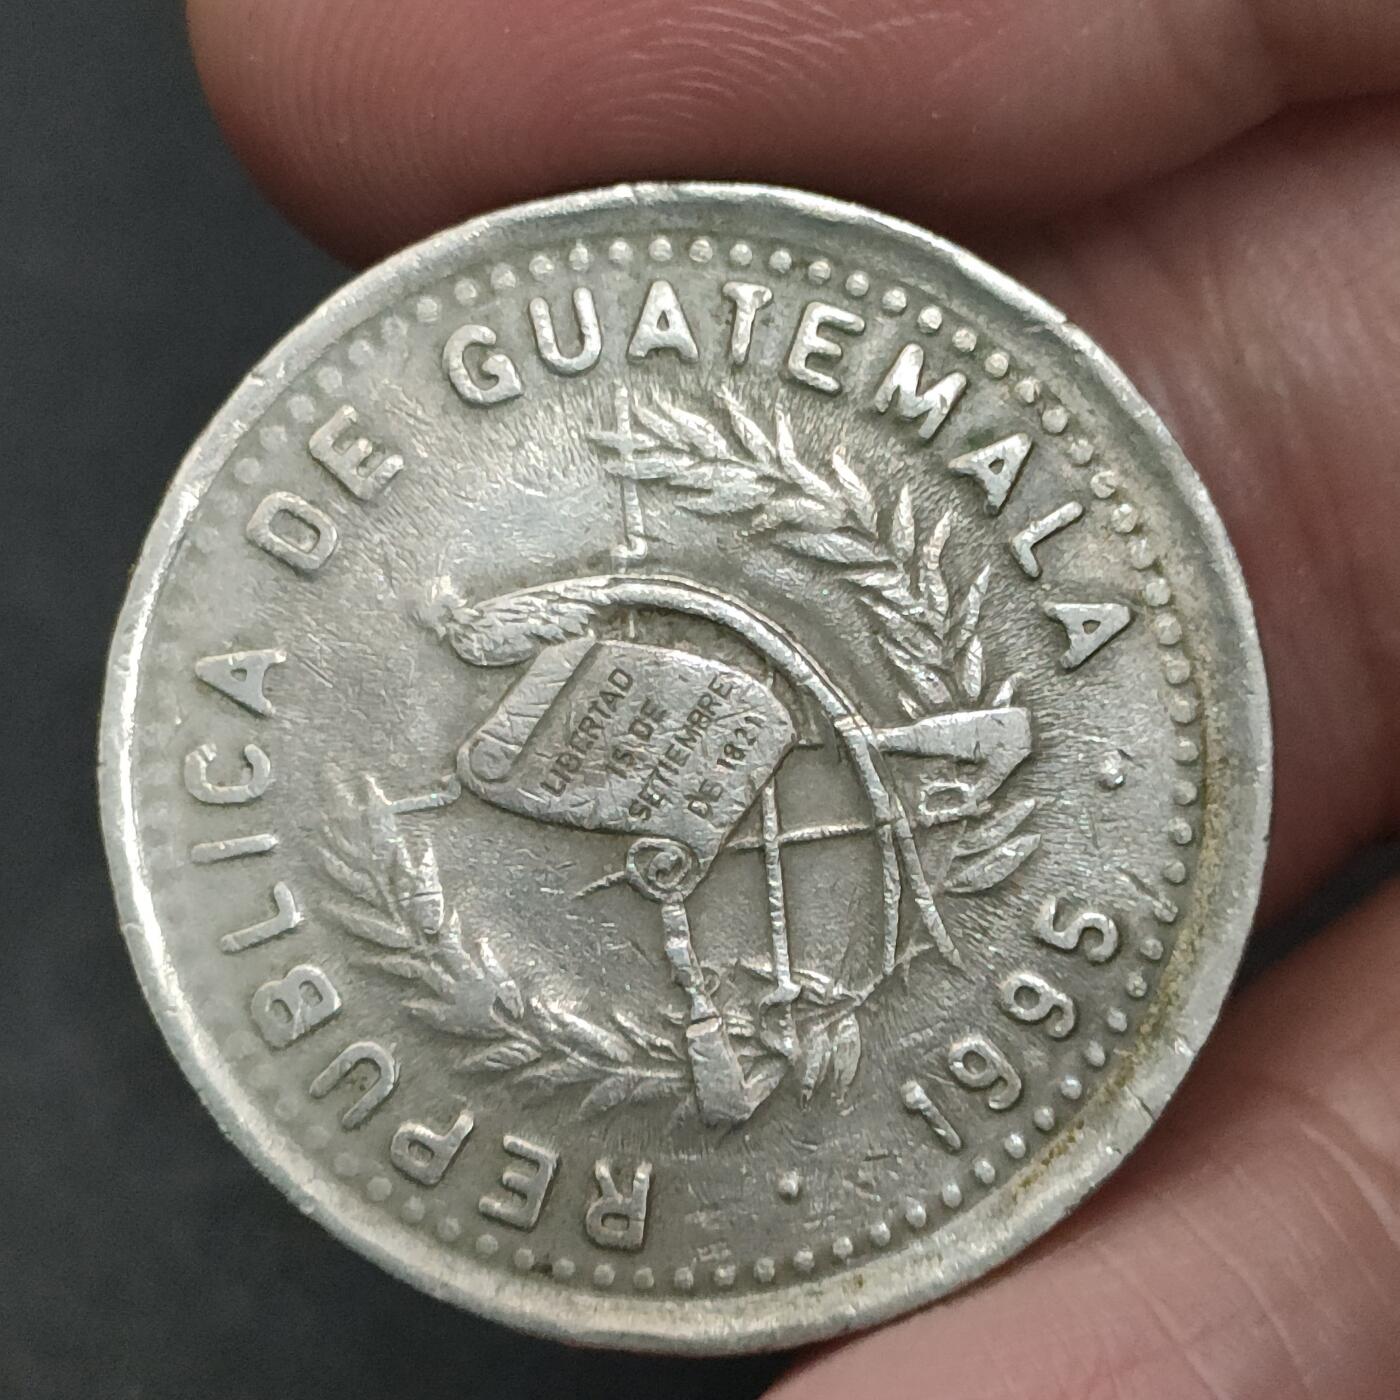 REPUBLICA DE GUATEMALA
1995
LIBERTAD
15 DE
SETIEMBRE
DE 1821